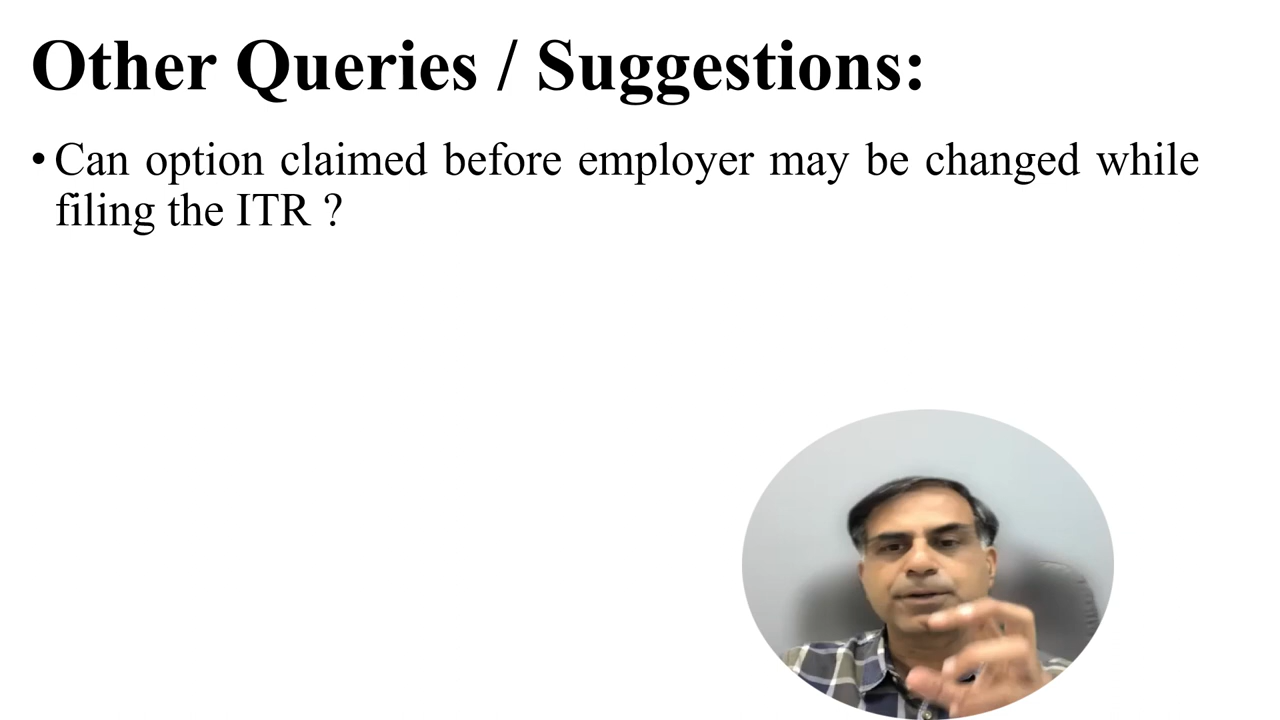 Other Queries / Suggestions:
• Can option claimed before employer may be changed while
filing the ITR ?